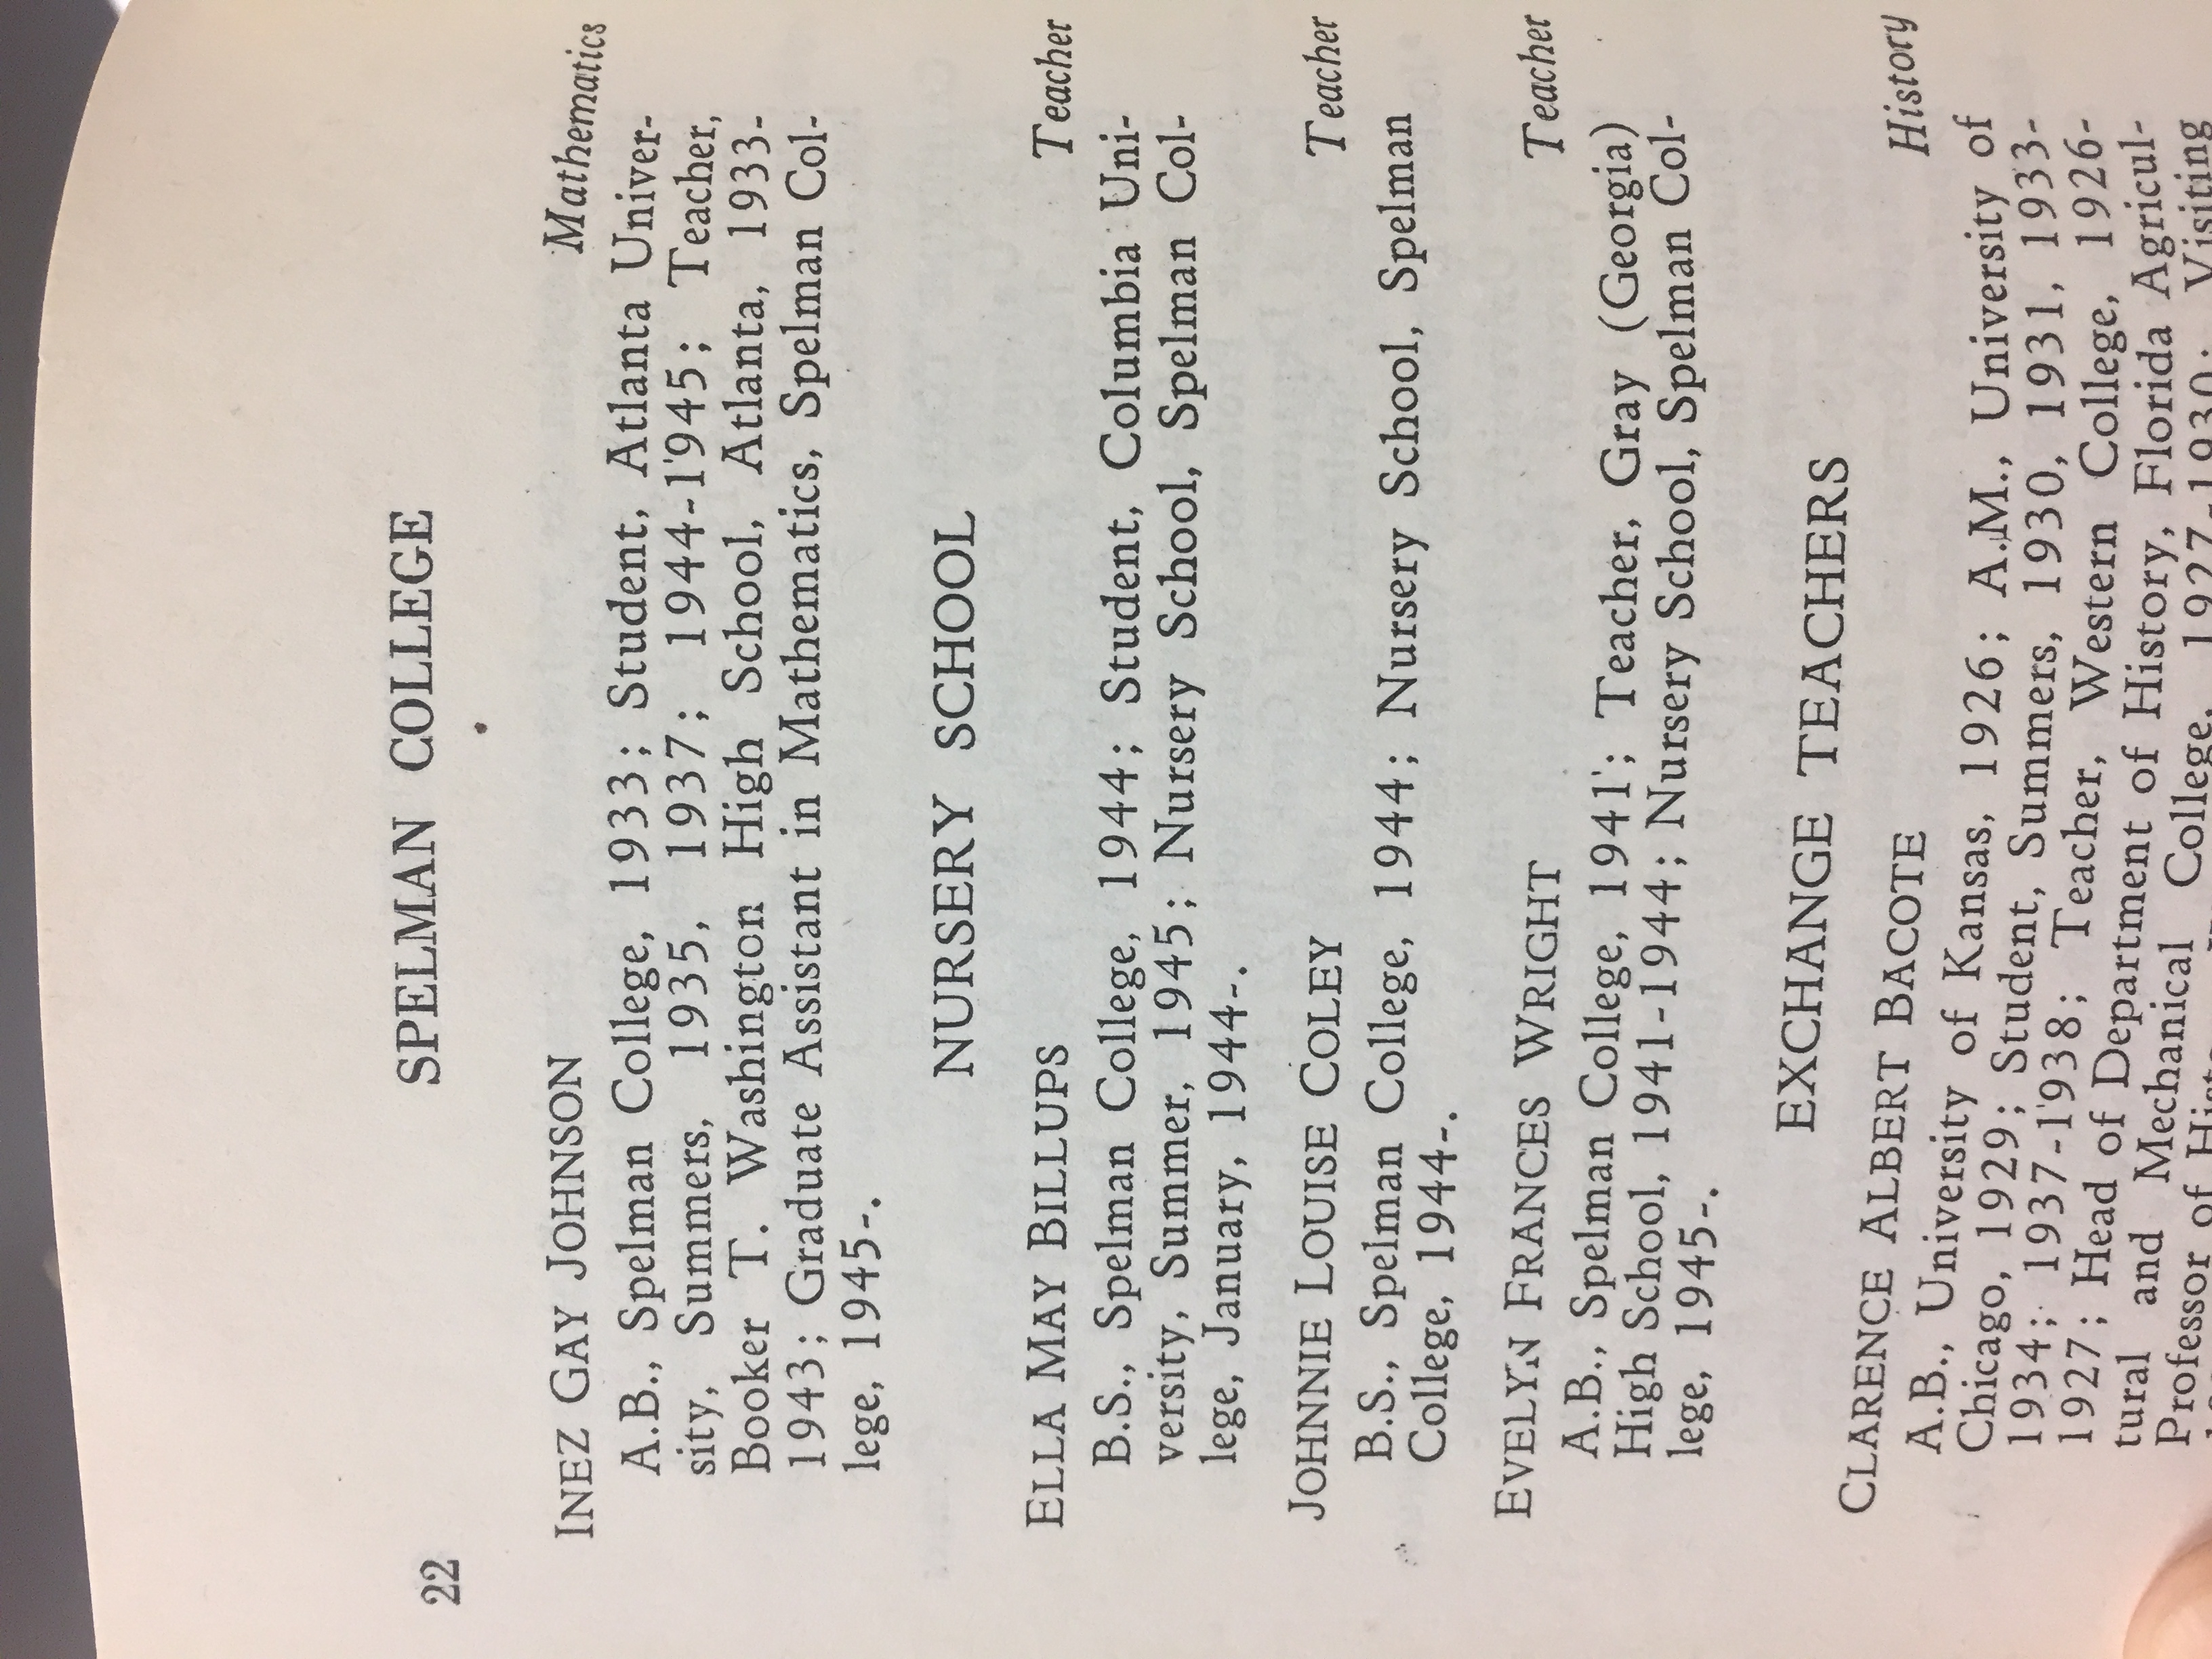 22 SPELMAN COLLEGE
INEZ GAY JOHNSON Mathematics
A.B., Spelman College, 1933; Student, Atlanta Univer-
sity, Summers, 1935, 1937; 1944-1945; Teacher,
Booker T. Washington High School, Atlanta, 1933-
1943; Graduate Assistant in Mathematics, Spelman Col-
lege, 1945-.
NURSERY SCHOOL
ELLA MAY BILLUPS Teacher
B.S., Spelman College, 1944; Student, Columbia Uni-
versity, Summer, 1945; Nursery School, Spelman Col-
lege, January, 1944-.
JOHNNIE LOUISE COLEY Teacher
B.S., Spelman College, 1944; Nursery School, Spelman
College, 1944-.
EVELYN FRANCES WRIGHT Teacher
A.B., Spelman College, 1941; Teacher, Gray (Georgia)
High School, 1941-1944; Nursery School, Spelman Col-
lege, 1945-.
EXCHANGE TEACHERS
CLARENCE ALBERT BACOTE History
A.B., University of Kansas, 1926; A.M., University of
Chicago, 1929; Student, Summers, 1930, 1931, 1933-
1934; 1937-1938; Teacher, Western College, 1926-
1927; Head of Department of History, Florida Agricul-
tural and Mechanical College, 1927-1930; Visiting
Professor of